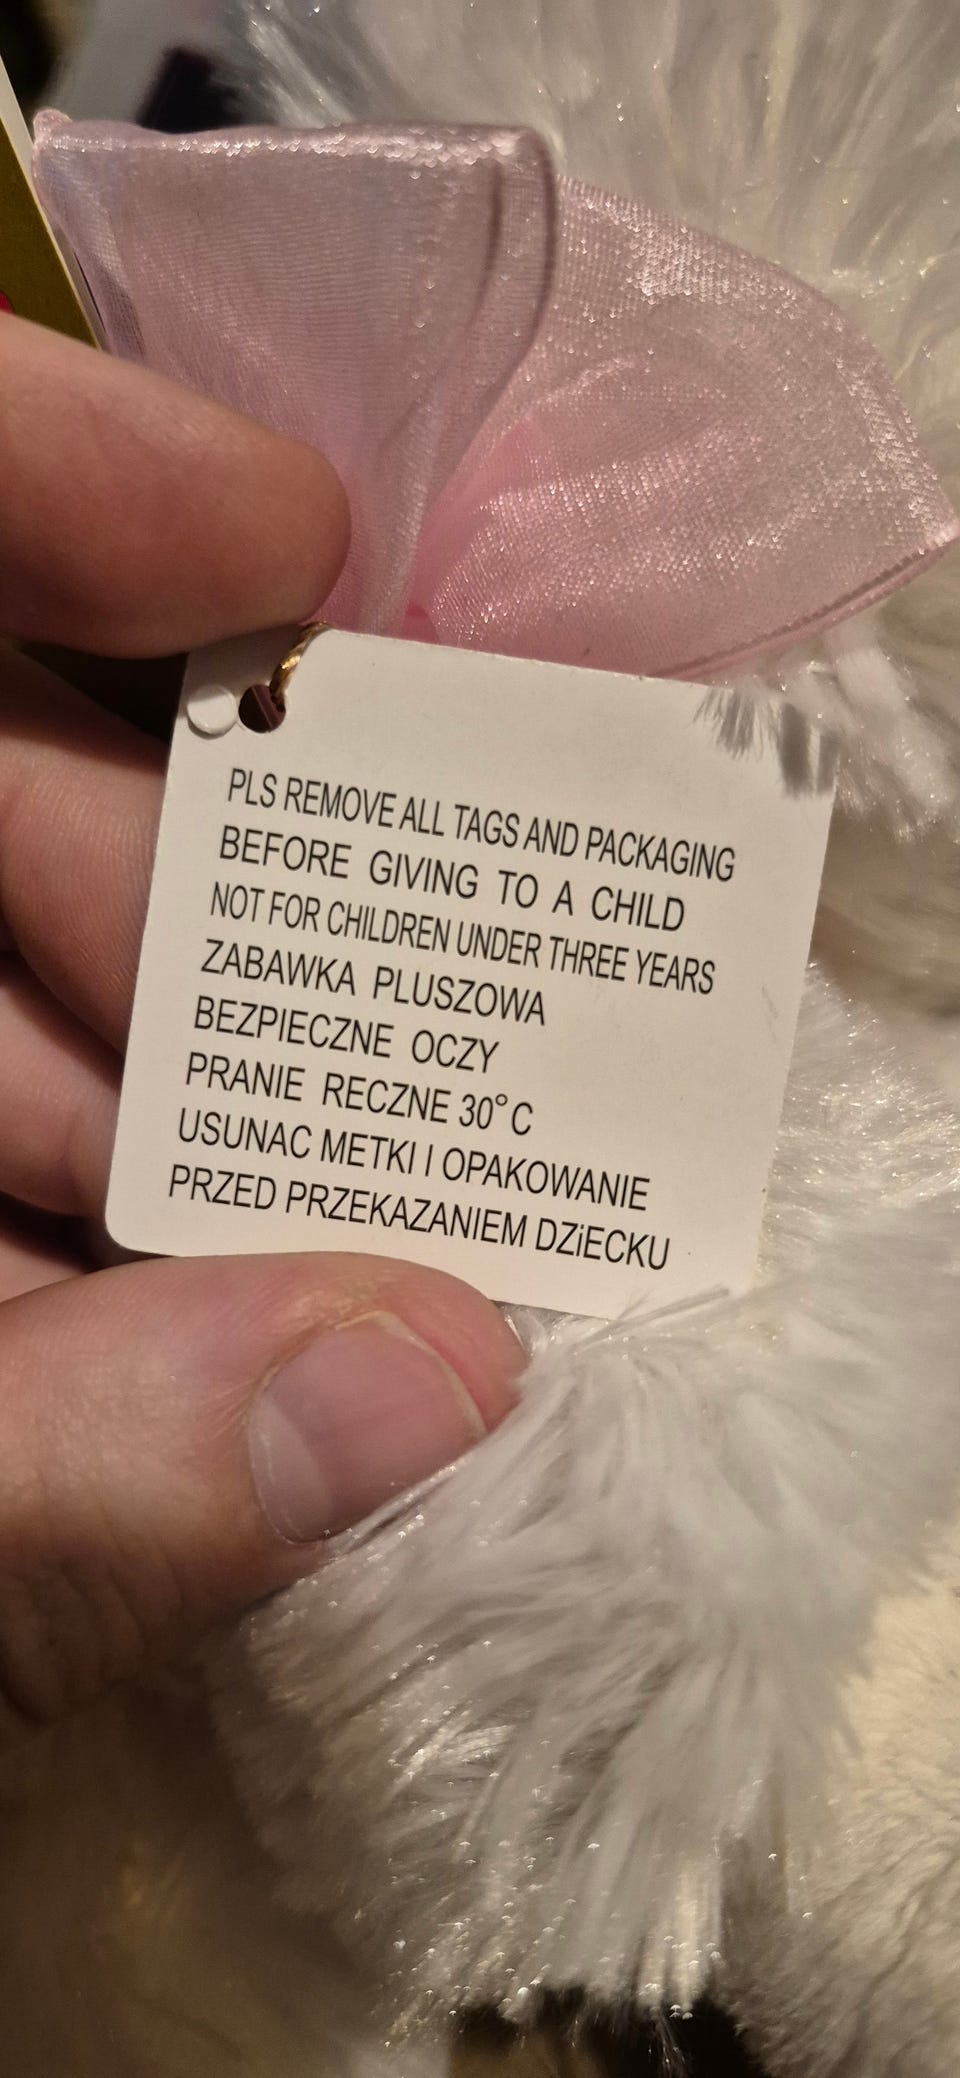 PLS REMOVE ALL TAGS AND PACKAGING
BEFORE GIVING TO A CHILD
NOT FOR CHILDREN UNDER THREE YEARS
ZABAWKA PLUSZOWA
BEZPIECZNE OCZY
PRANIE RECZNE 30°C
USUNAC METKI I OPAKOWANIE
PRZED PRZEKAZANIEM DZiECKU